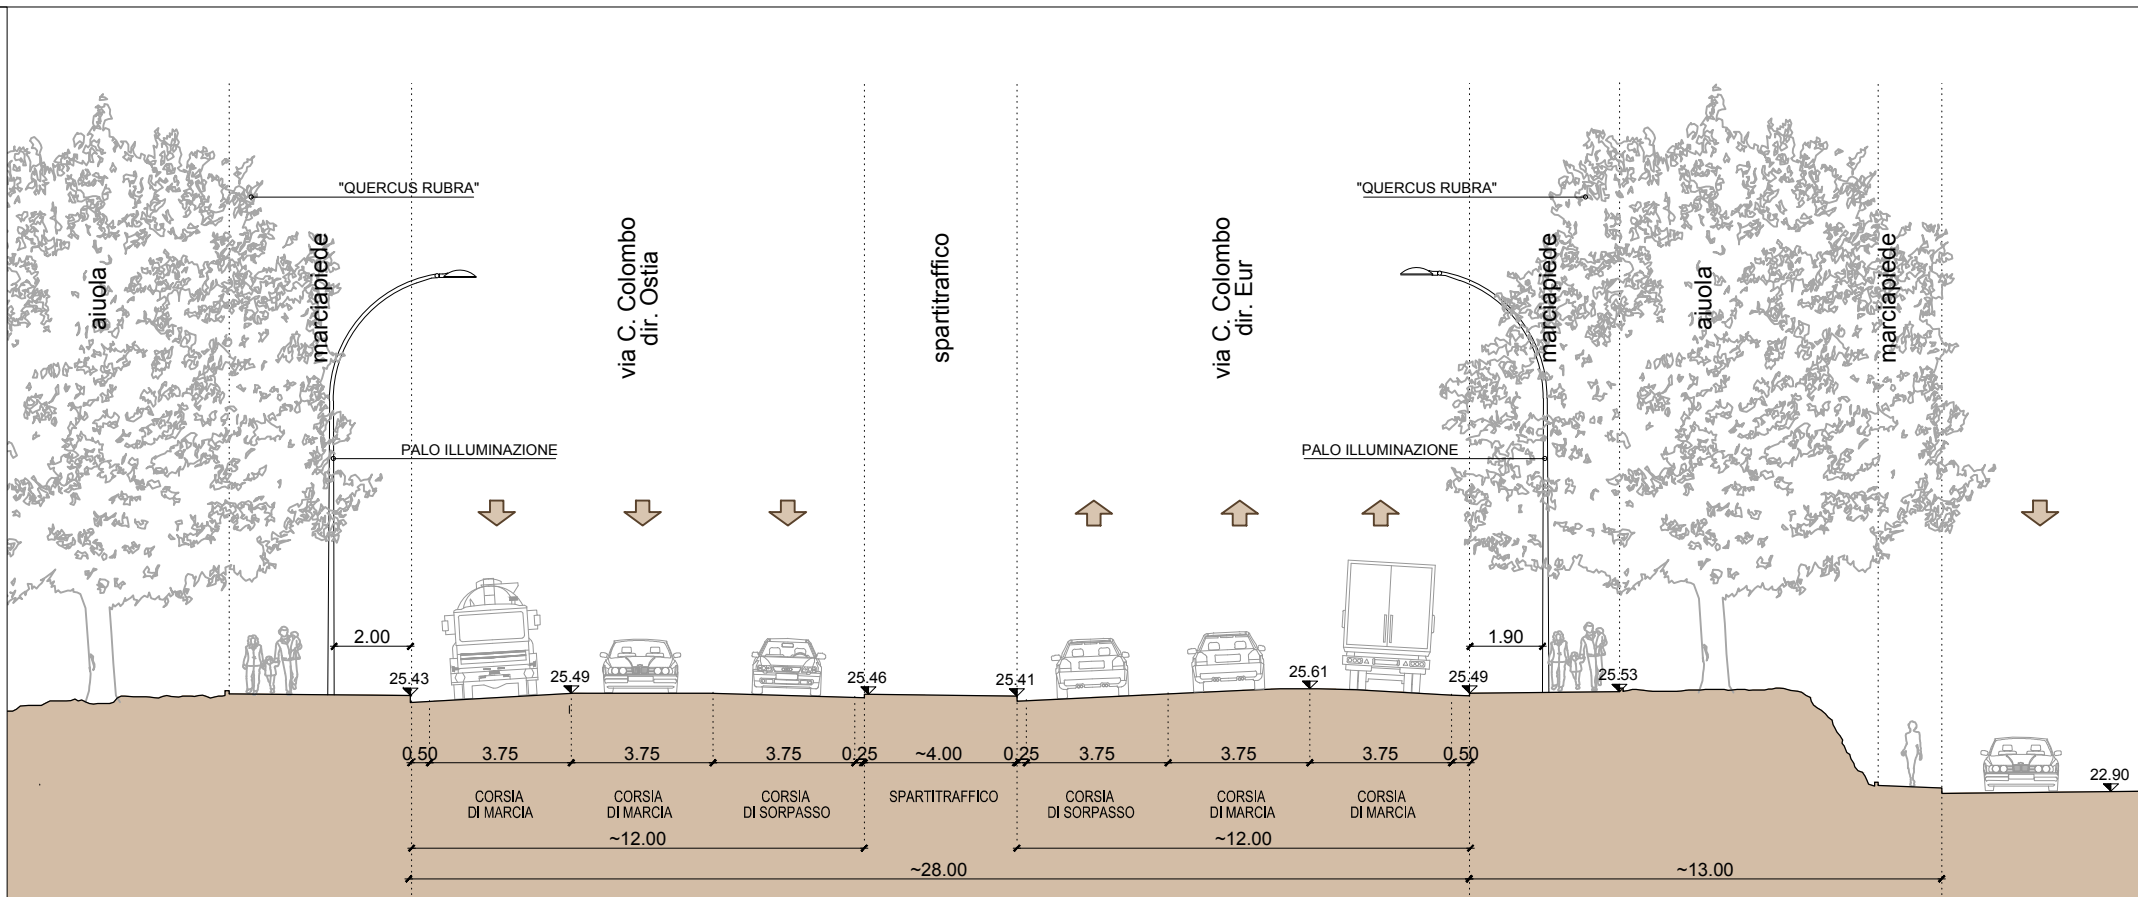 "QUERCUS RUBRA"
"QUERCUS RUBRA"
aiuola
marciapiede
via C. Colombo
dir. Ostia
spartitraffico
via C. Colombo
dir. Eur
marciapiede
aiuola
marciapiede
PALO ILLUMINAZIONE
PALO ILLUMINAZIONE
2.00
1.90
25.43
25.49
25.46
25.41
25.61
25.49
25.53
22.90
0.50
3.75
3.75
3.75
0.25
~4.00
0.25
3.75
3.75
3.75
0.50
CORSIA
DI MARCIA
CORSIA
DI MARCIA
CORSIA
DI SORPASSO
SPARTITRAFFICO
CORSIA
DI SORPASSO
CORSIA
DI MARCIA
CORSIA
DI MARCIA
~12.00
~12.00
~28.00
~13.00